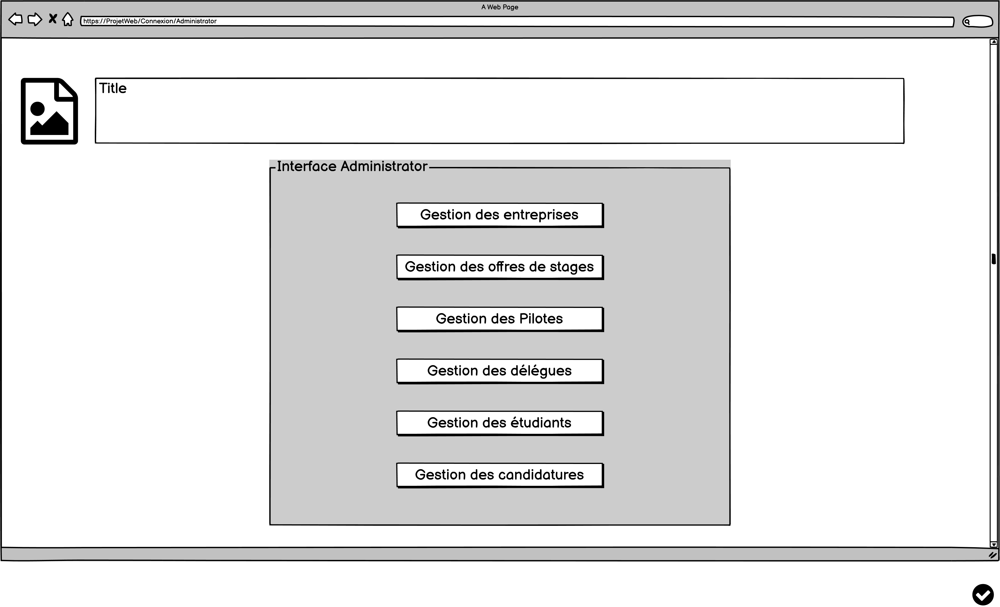 A Web Page
https://ProjetWeb/Connexion/Administrator
Title
Interface Administrator
Gestion des entreprises
Gestion des offres de stages
Gestion des Pilotes
Gestion des délégues
Gestion des étudiants
Gestion des candidatures